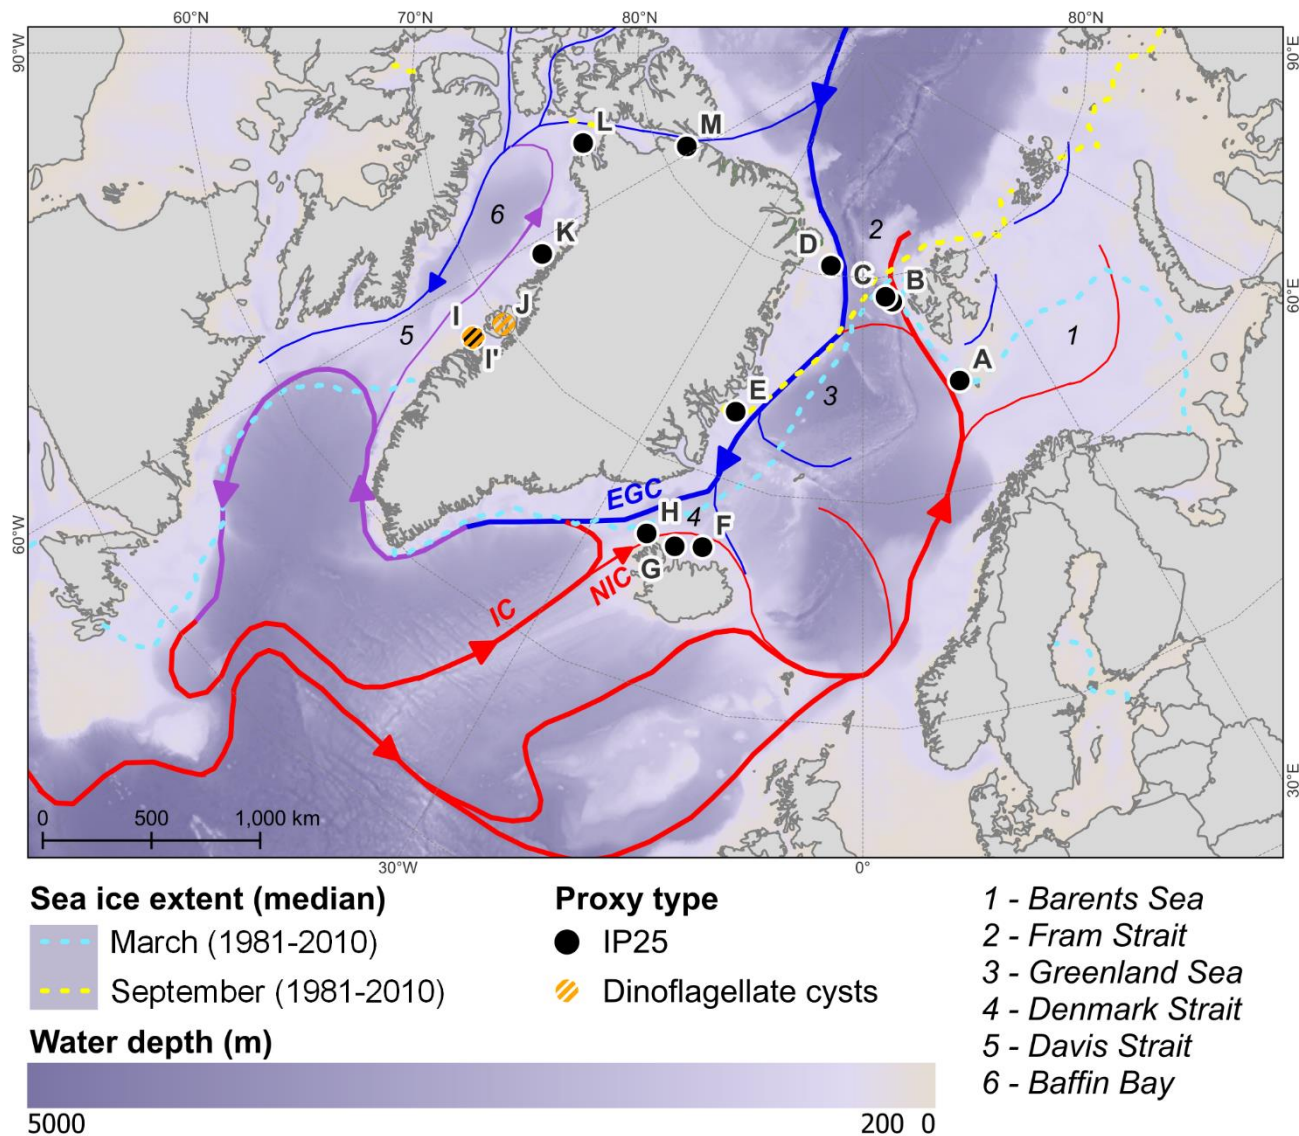 60°N 70°N 80°N 80°N
90°W
90°E
L
M
6
K
2
D
C
B
60°E
I
J
5
I'
1
A
3
E
EGC
H
4
F
60°W
G
NIC
IC
0 500 1,000 km
30°E
30°W 0°
Sea ice extent (median)
March (1981-2010)
September (1981-2010)
Proxy type
IP25
Dinoflagellate cysts
1 - Barents Sea
2 - Fram Strait
3 - Greenland Sea
4 - Denmark Strait
5 - Davis Strait
6 - Baffin Bay
Water depth (m)
5000 200 0